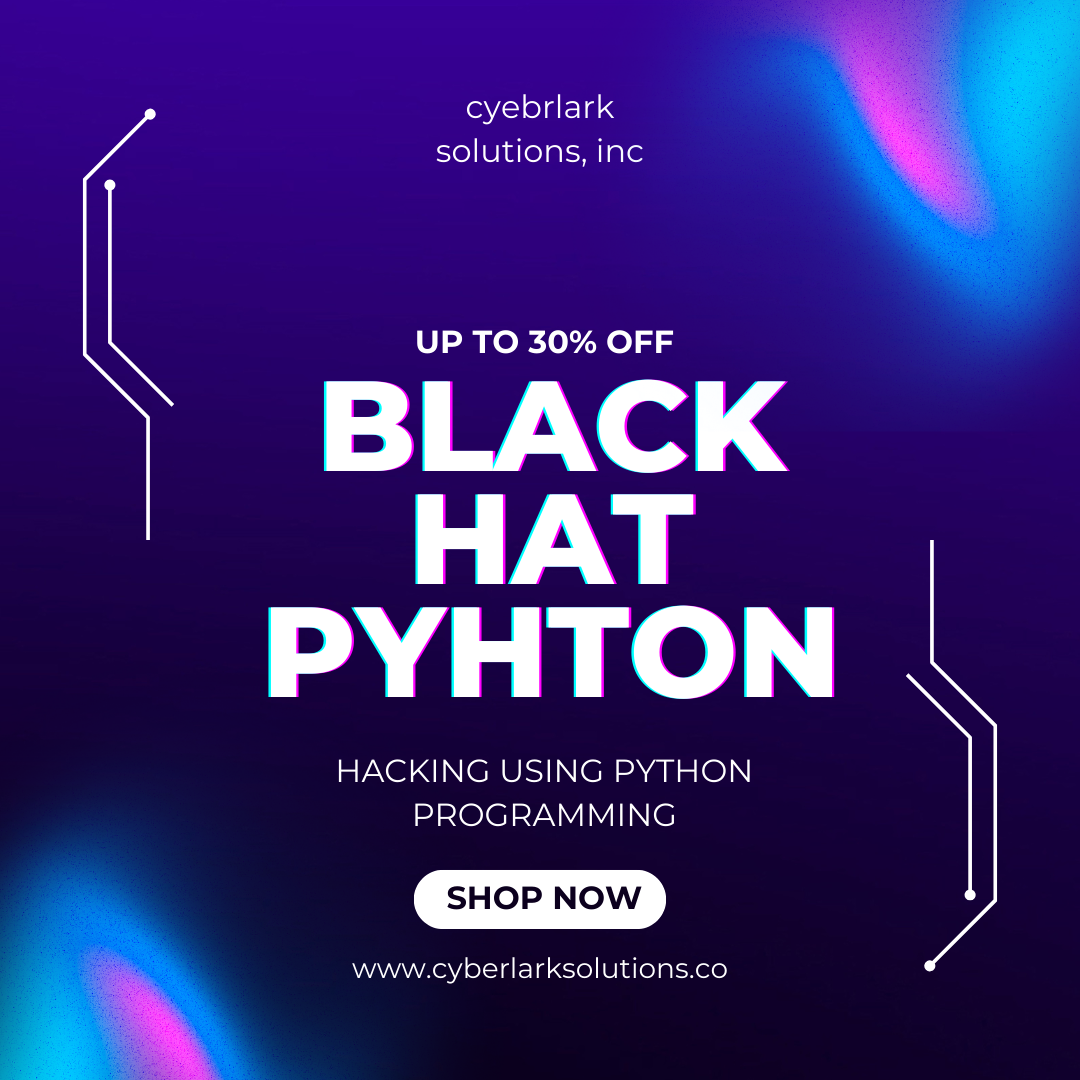 cyebrlark
solutions, inc
UP TO 30% OFF
BLACK
HAT
PYHTON
HACKING USING PYTHON
PROGRAMMING
SHOP NOW
www.cyberlarksolutions.co